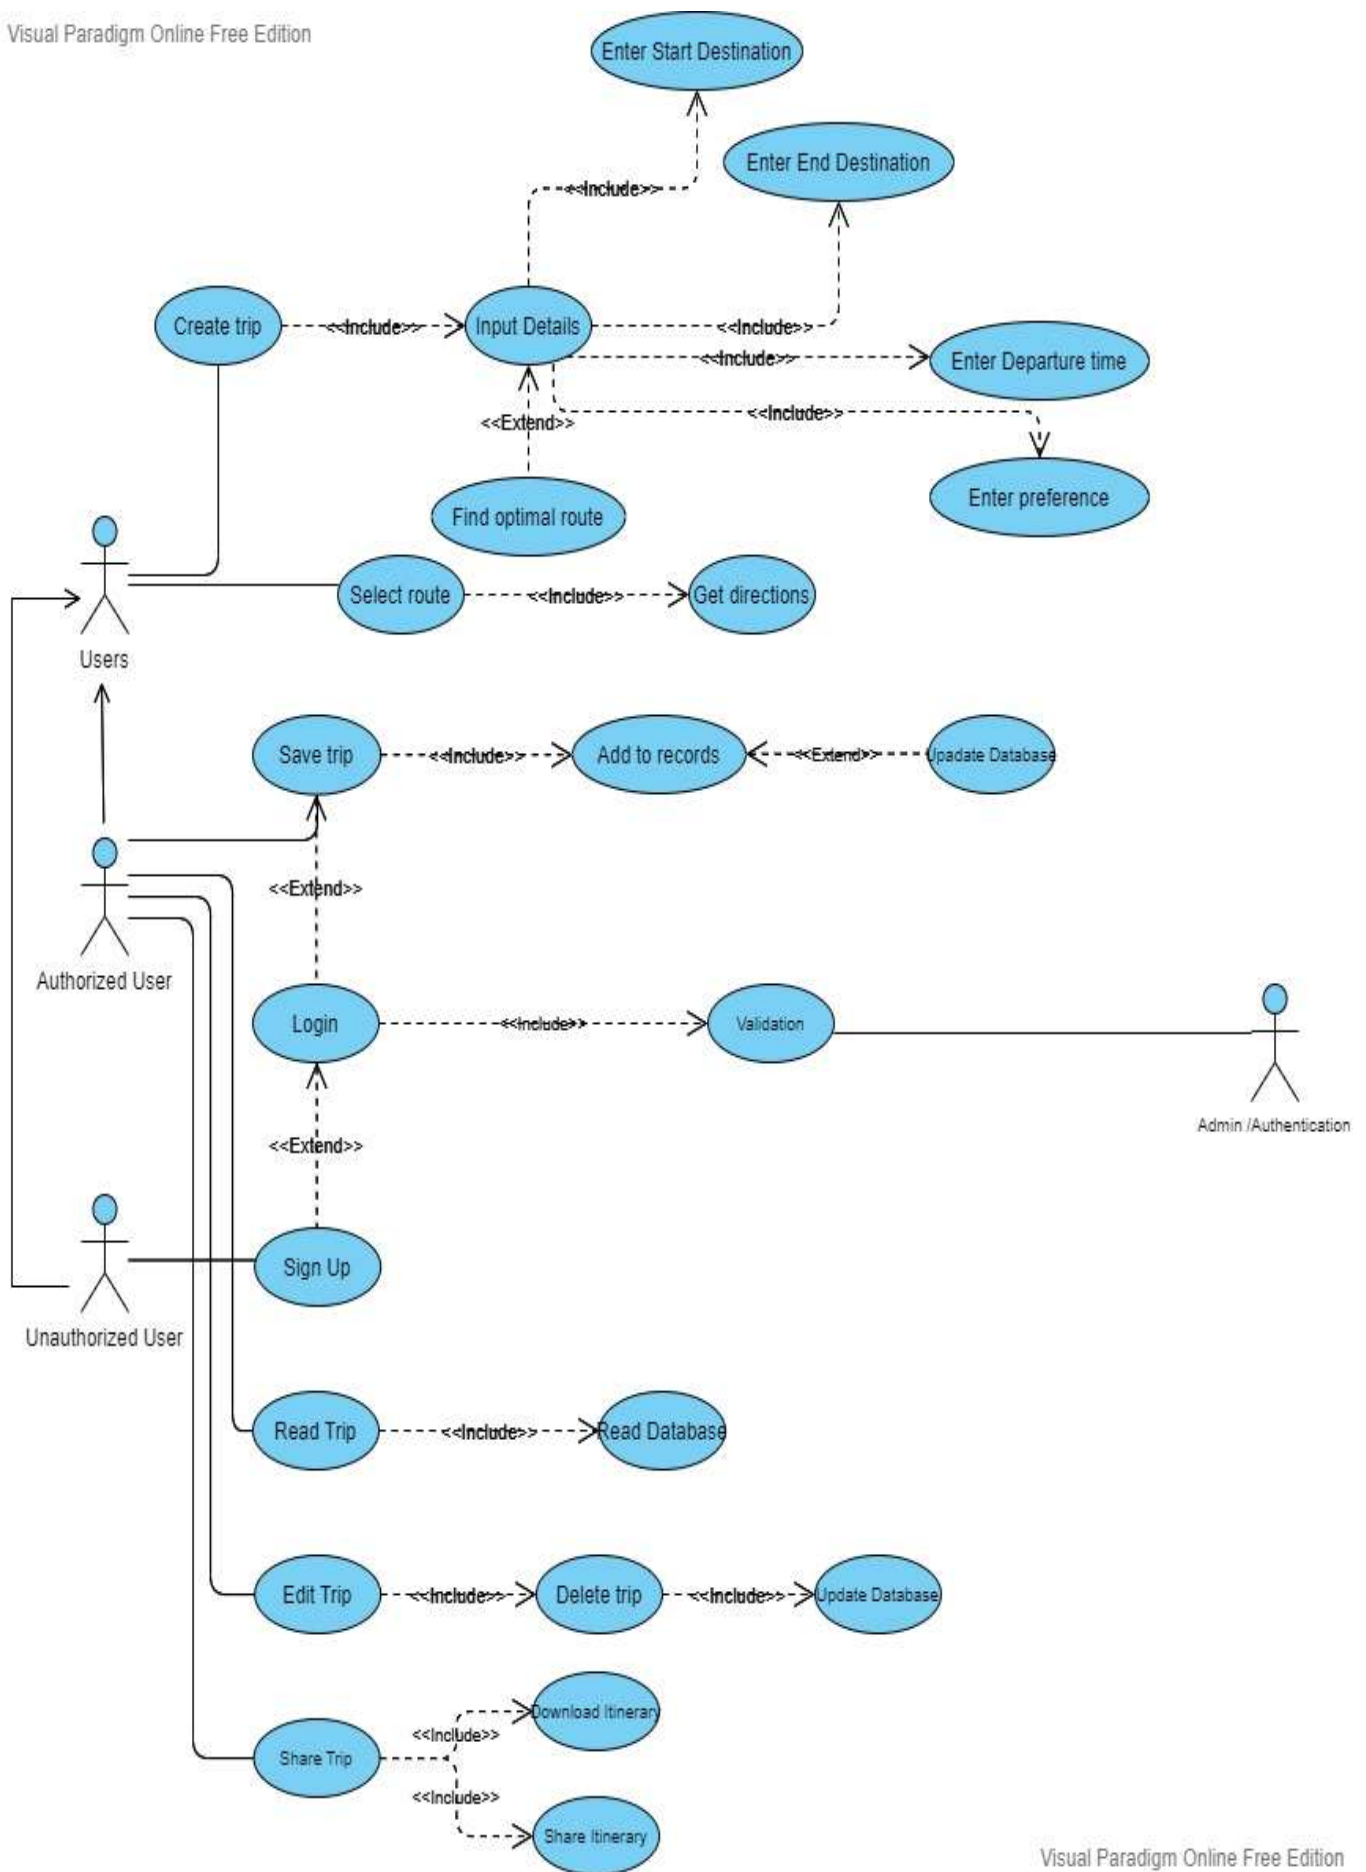 Visual Paradigm Online Free Edition
Enter Start Destination
Enter End Destination
<<Include>>
Create trip
<<Include>>
Input Details
<<Include>>
<<Include>>
Enter Departure time
<<Include>>
<<Extend>>
Enter preference
Find optimal route
Select route
<<Include>>
Get directions
Users
Save trip
<<Include>>
Add to records
<<Extend>>
Upadate Database
<<Extend>>
Authorized User
Login
<<Include>>
Validation
Admin /Authentication
<<Extend>>
Sign Up
Unauthorized User
Read Trip
<<Include>>
Read Database
Edit Trip
<<Include>>
Delete trip
<<Include>>
Update Database
Download Itinerary
<<Include>>
Share Trip
<<Include>>
Share Itinerary
Visual Paradigm Online Free Edition